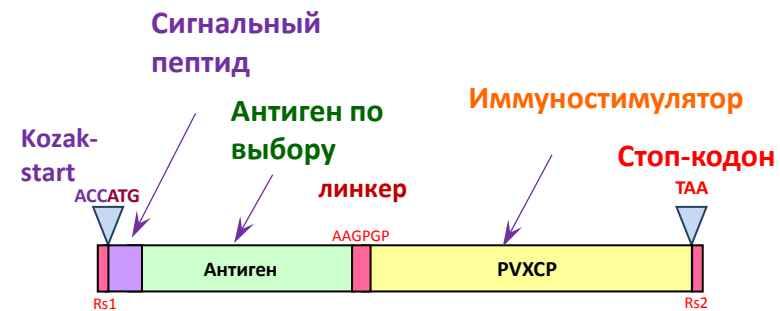 Сигнальный
пептид
Антиген по
выбору
Иммуностимулятор
Kozak-
start
Стоп-кодон
линкер
ACCATG
TAA
AAGPGP
Антиген
PVXCP
Rs1
Rs2